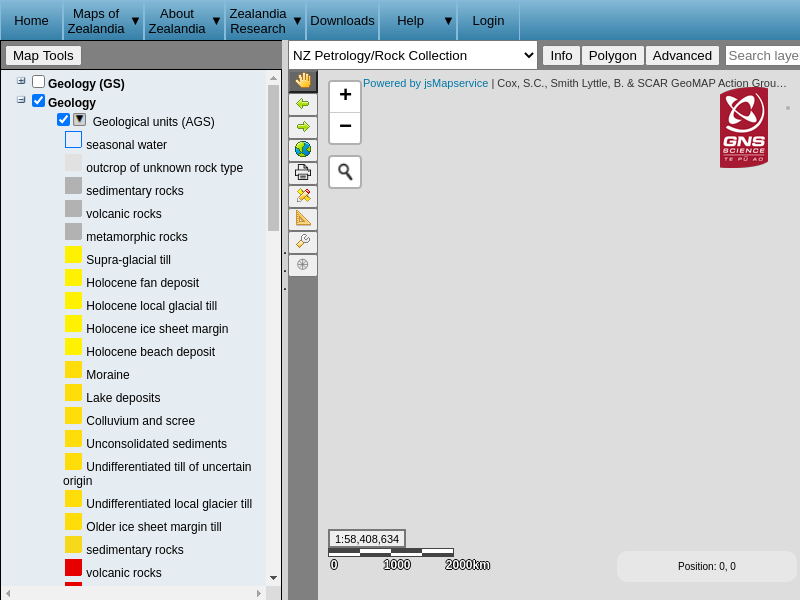 Home
Maps of Zealandia ▼
About Zealandia ▼
Zealandia Research ▼
Downloads
Help ▼
Login
Map Tools
NZ Petrology/Rock Collection
Info
Polygon
Advanced
Search laye
Geology (GS)
Geology
Geological units (AGS)
seasonal water
outcrop of unknown rock type
sedimentary rocks
volcanic rocks
metamorphic rocks
Supra-glacial till
Holocene fan deposit
Holocene local glacial till
Holocene ice sheet margin
Holocene beach deposit
Moraine
Lake deposits
Colluvium and scree
Unconsolidated sediments
Undifferentiated till of uncertain
origin
Undifferentiated local glacier till
Older ice sheet margin till
sedimentary rocks
volcanic rocks
+
−
Powered by jsMapservice | Cox, S.C., Smith Lyttle, B. & SCAR GeoMAP Action Grou…
GNS
SCIENCE
TE PŪ AO
1:58,408,634
0 1000 2000km
Position: 0, 0